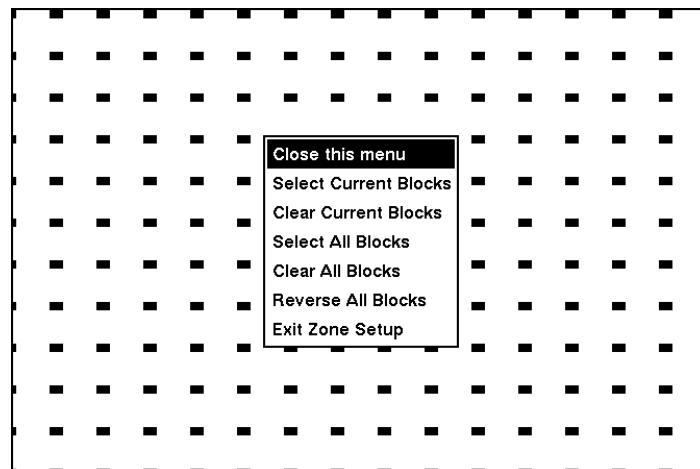 Close this menu
Select Current Blocks
Clear Current Blocks
Select All Blocks
Clear All Blocks
Reverse All Blocks
Exit Zone Setup